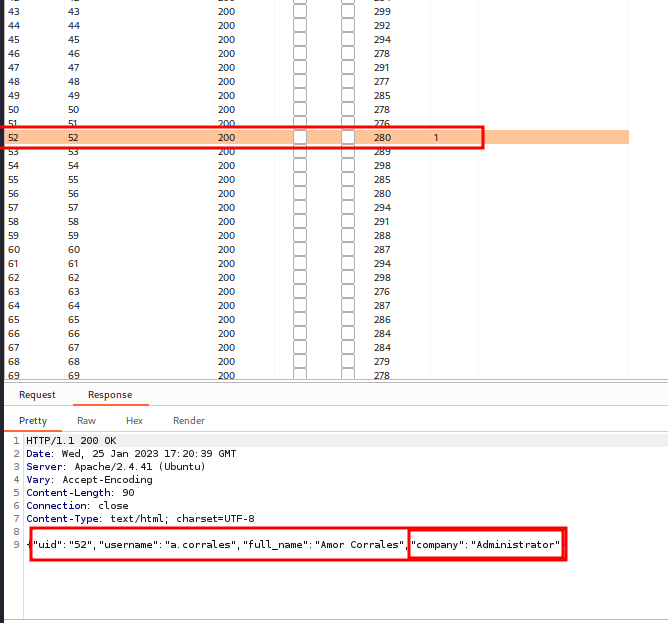 43 43 200 299
44 44 200 292
45 45 200 294
46 46 200 278
47 47 200 291
48 48 200 277
49 49 200 285
50 50 200 278
51 51 200 276
52 52 200 280 1
53 53 200 289
54 54 200 298
55 55 200 285
56 56 200 280
57 57 200 294
58 58 200 291
59 59 200 288
60 60 200 287
61 61 200 294
62 62 200 298
63 63 200 276
64 64 200 287
65 65 200 286
66 66 200 284
67 67 200 284
68 68 200 279
69 69 200 278
Request Response
Pretty Raw Hex Render
1 HTTP/1.1 200 OK
2 Date: Wed, 25 Jan 2023 17:20:39 GMT
3 Server: Apache/2.4.41 (Ubuntu)
4 Vary: Accept-Encoding
5 Content-Length: 90
6 Connection: close
7 Content-Type: text/html; charset=UTF-8
8
9 {"uid":"52","username":"a.corrales","full_name":"Amor Corrales","company":"Administrator"